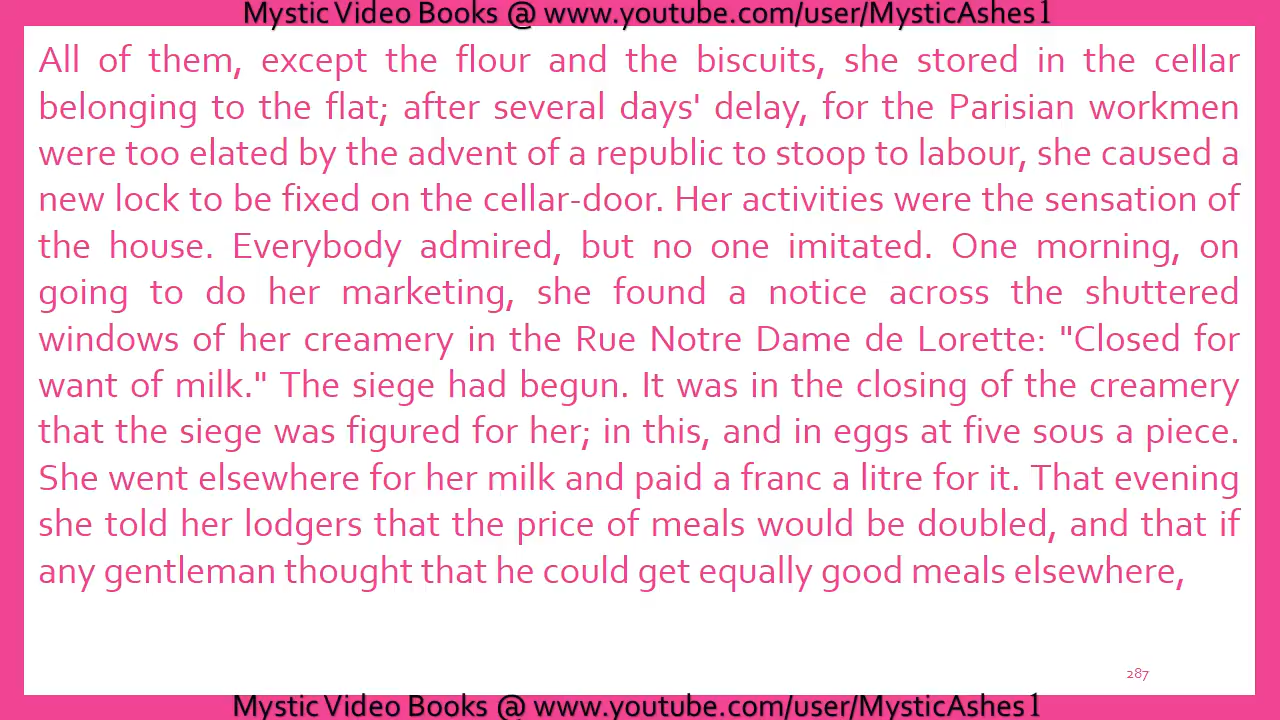 Mystic Video Books @ www.youtube.com/user/MysticAshes1
All of them, except the flour and the biscuits, she stored in the cellar
belonging to the flat; after several days' delay, for the Parisian workmen
were too elated by the advent of a republic to stoop to labour, she caused a
new lock to be fixed on the cellar-door. Her activities were the sensation of
the house. Everybody admired, but no one imitated. One morning, on
going to do her marketing, she found a notice across the shuttered
windows of her creamery in the Rue Notre Dame de Lorette: "Closed for
want of milk." The siege had begun. It was in the closing of the creamery
that the siege was figured for her; in this, and in eggs at five sous a piece.
She went elsewhere for her milk and paid a franc a litre for it. That evening
she told her lodgers that the price of meals would be doubled, and that if
any gentleman thought that he could get equally good meals elsewhere,
287
Mystic Video Books @ www.youtube.com/user/MysticAshes1